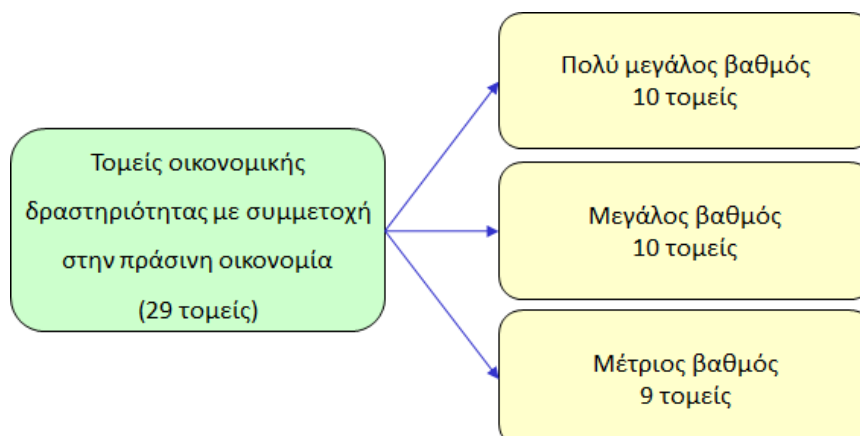 Τομείς οικονομικής
δραστηριότητας με συμμετοχή
στην πράσινη οικονομία
(29 τομείς)
Πολύ μεγάλος βαθμός
10 τομείς
Μεγάλος βαθμός
10 τομείς
Μέτριος βαθμός
9 τομείς